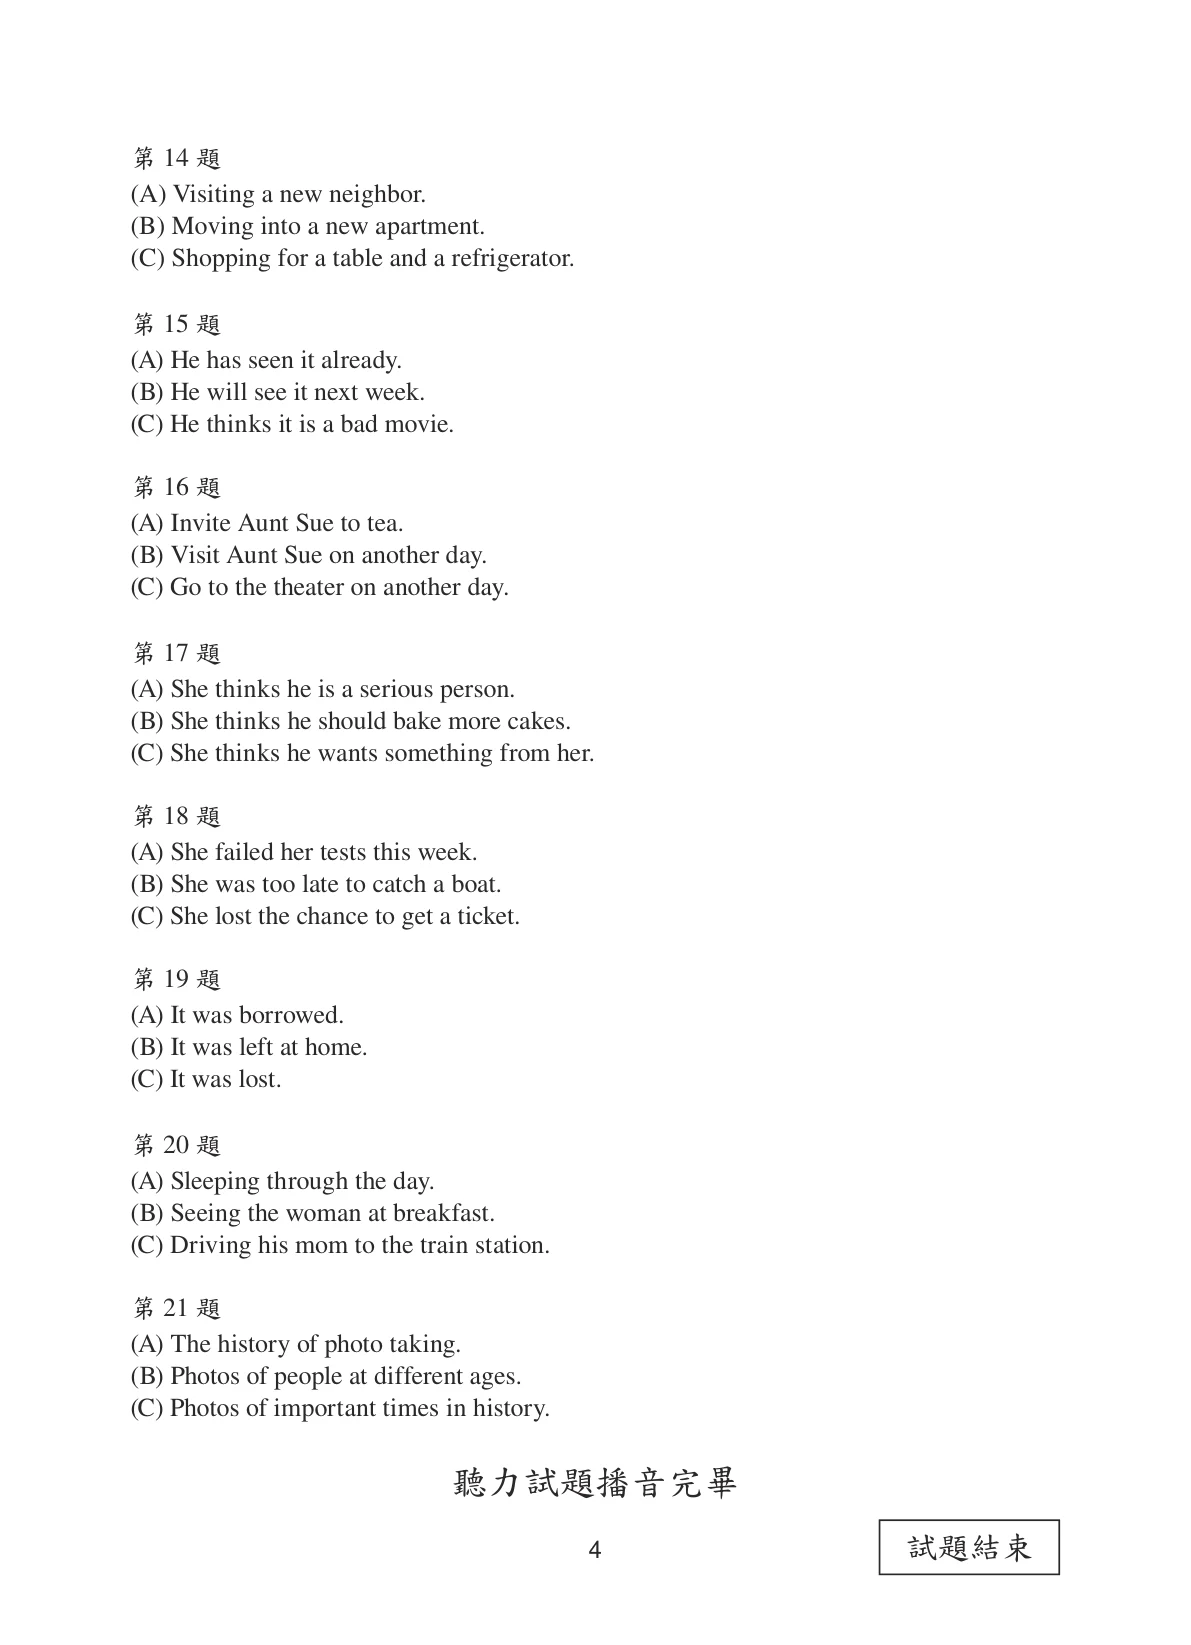 第 14 題
(A) Visiting a new neighbor.
(B) Moving into a new apartment.
(C) Shopping for a table and a refrigerator.
第 15 題
(A) He has seen it already.
(B) He will see it next week.
(C) He thinks it is a bad movie.
第 16 題
(A) Invite Aunt Sue to tea.
(B) Visit Aunt Sue on another day.
(C) Go to the theater on another day.
第 17 題
(A) She thinks he is a serious person.
(B) She thinks he should bake more cakes.
(C) She thinks he wants something from her.
第 18 題
(A) She failed her tests this week.
(B) She was too late to catch a boat.
(C) She lost the chance to get a ticket.
第 19 題
(A) It was borrowed.
(B) It was left at home.
(C) It was lost.
第 20 題
(A) Sleeping through the day.
(B) Seeing the woman at breakfast.
(C) Driving his mom to the train station.
第 21 題
(A) The history of photo taking.
(B) Photos of people at different ages.
(C) Photos of important times in history.
聽力試題播音完畢
4
試題結束